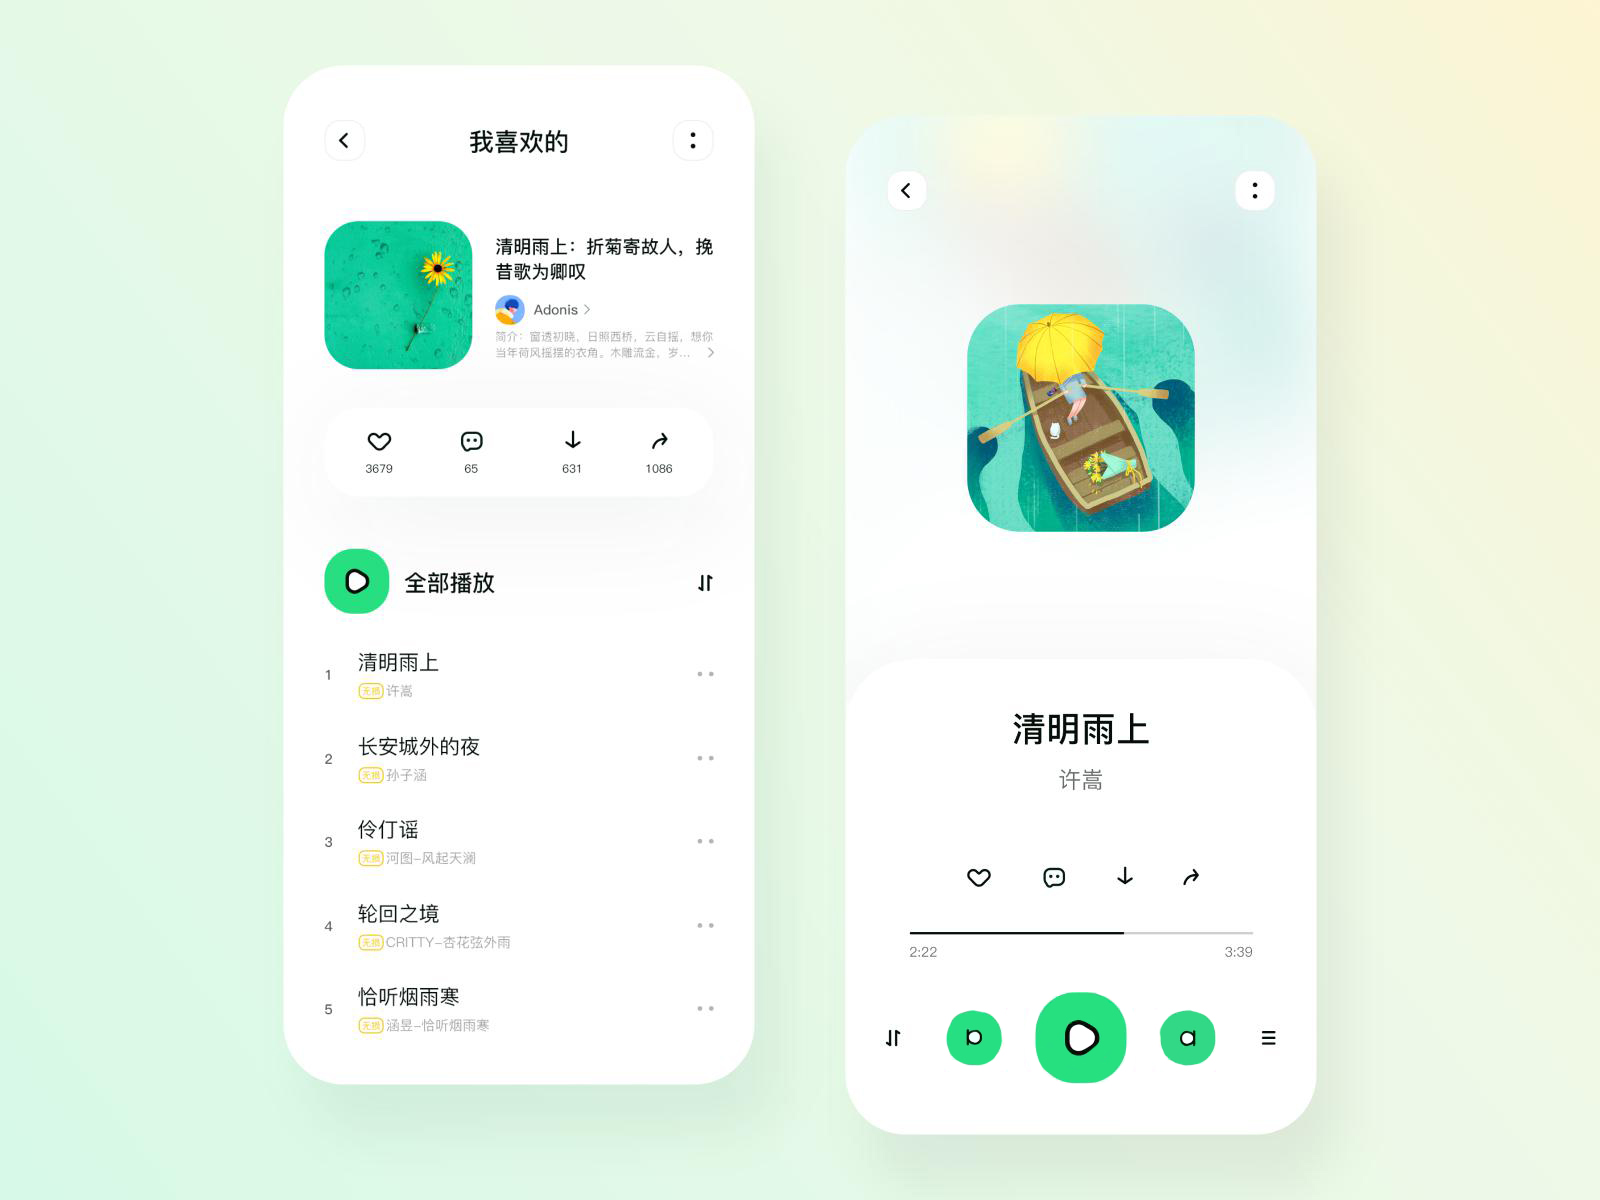 我喜欢的
清明雨上：折菊寄故人，挽
昔歌为卿叹
Adonis
简介：窗透初晓，日照西桥，云自摇，想你
当年荷风摇摆的衣角。木雕流金，岁...
3679 65 631 1086
全部播放
1 清明雨上
无损 许嵩
2 长安城外的夜
无损 孙子涵
3 伶仃谣
无损 河图-风起天阑
4 轮回之境
无损 CRITTY-杏花弦外雨
5 恰听烟雨寒
无损 涵昱-恰听烟雨寒
清明雨上
许嵩
2:22 3:39